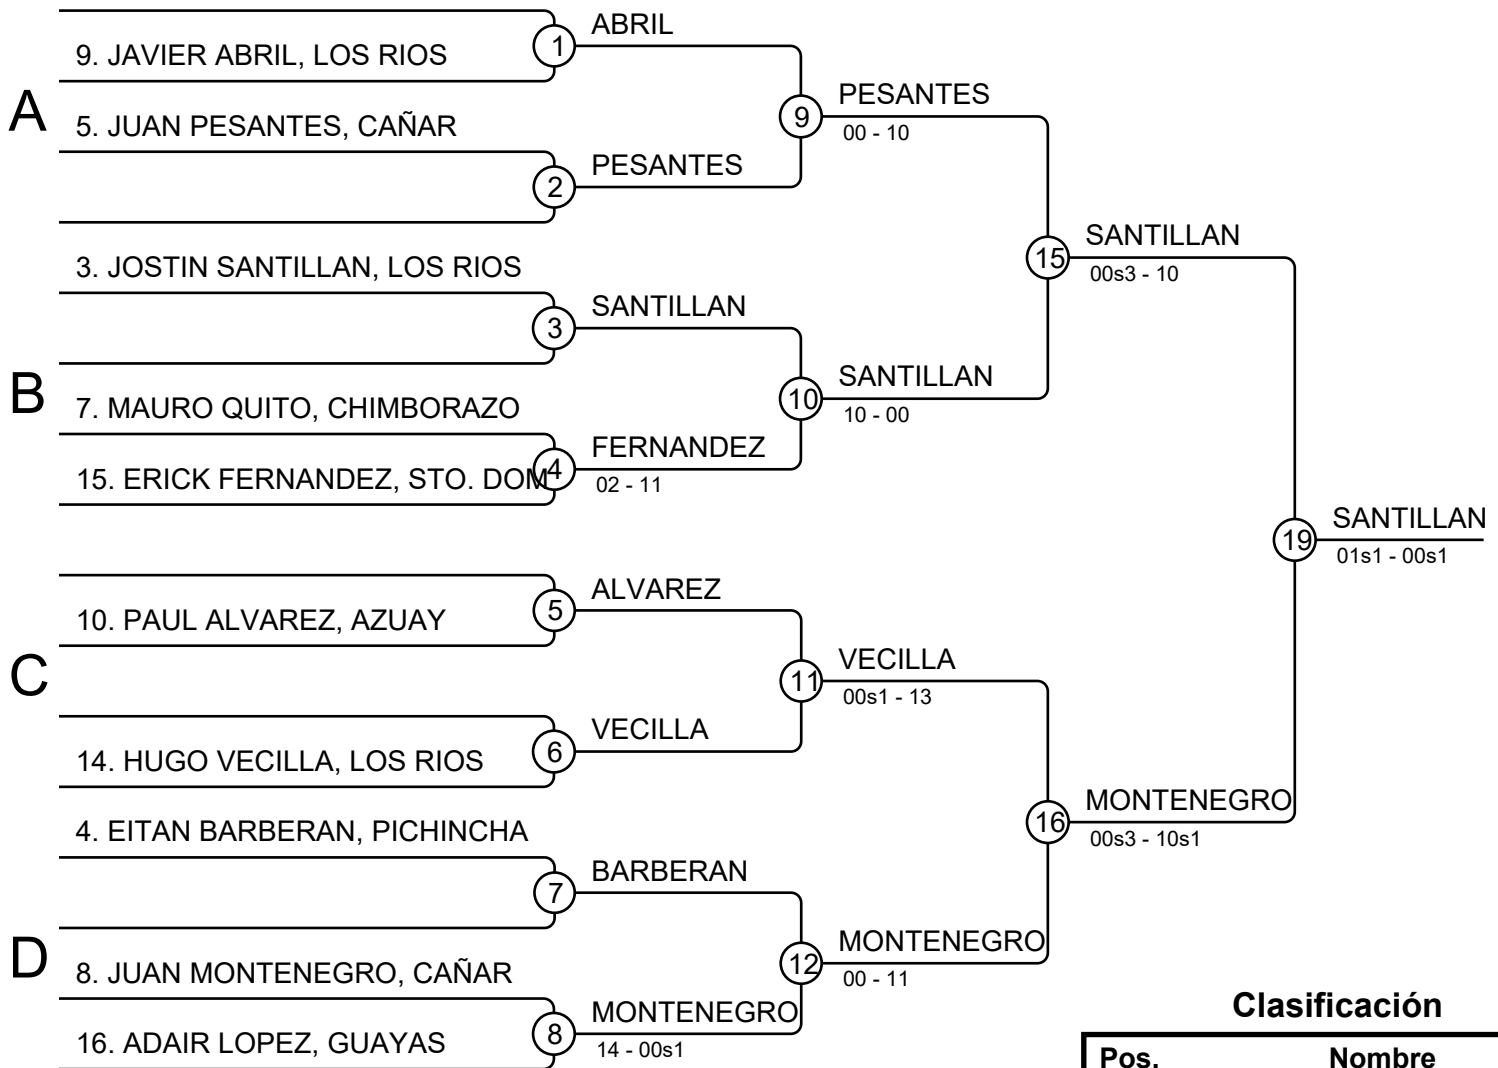 ABRIL
9. JAVIER ABRIL, LOS RIOS
1
A
5. JUAN PESANTES, CAÑAR
9
PESANTES
00 - 10
2
PESANTES
3. JOSTIN SANTILLAN, LOS RIOS
15
SANTILLAN
00s3 - 10
3
SANTILLAN
B
7. MAURO QUITO, CHIMBORAZO
10
SANTILLAN
10 - 00
15. ERICK FERNANDEZ, STO. DOM
4
FERNANDEZ
02 - 11
19
SANTILLAN
01s1 - 00s1
10. PAUL ALVAREZ, AZUAY
5
ALVAREZ
C
11
VECILLA
00s1 - 13
14. HUGO VECILLA, LOS RIOS
6
VECILLA
4. EITAN BARBERAN, PICHINCHA
16
MONTENEGRO
00s3 - 10s1
7
BARBERAN
D
8. JUAN MONTENEGRO, CAÑAR
12
MONTENEGRO
00 - 11
16. ADAIR LOPEZ, GUAYAS
8
MONTENEGRO
14 - 00s1
Clasificación
Pos. Nombre